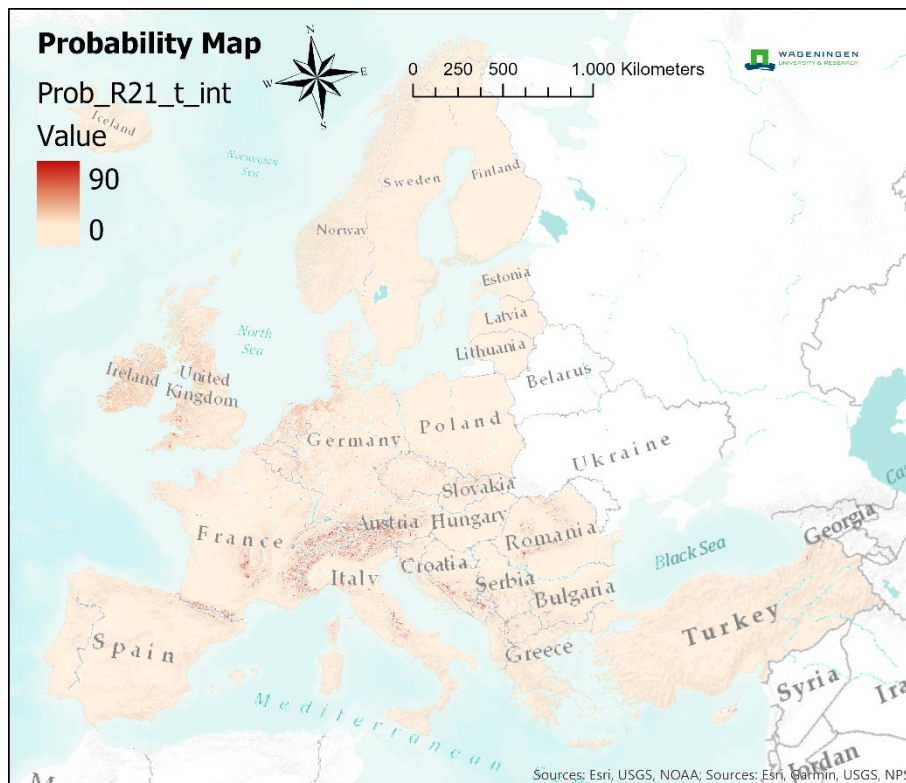 Probability Map
Prob_R21_t_int
Value
90
0
N
W
E
S
0 250 500 1.000 Kilometers
WAGENINGEN
UNIVERSITY & RESEARCH
Iceland
Norwegian
Sea
Sweden
Finland
Norway
Estonia
Latvia
Lithuania
North
Sea
Ireland
United
Kingdom
Belarus
Poland
Germany
Ukraine
Slovakia
Austria
Hungary
France
Romania
Croatia
Italy
Serbia
Bulgaria
Black Sea
Georgia
Spain
Greece
Turkey
Syria
Mediterranean
Jordan
Sources: Esri, USGS, NOAA; Sources: Esri, Garmin, USGS, NPS